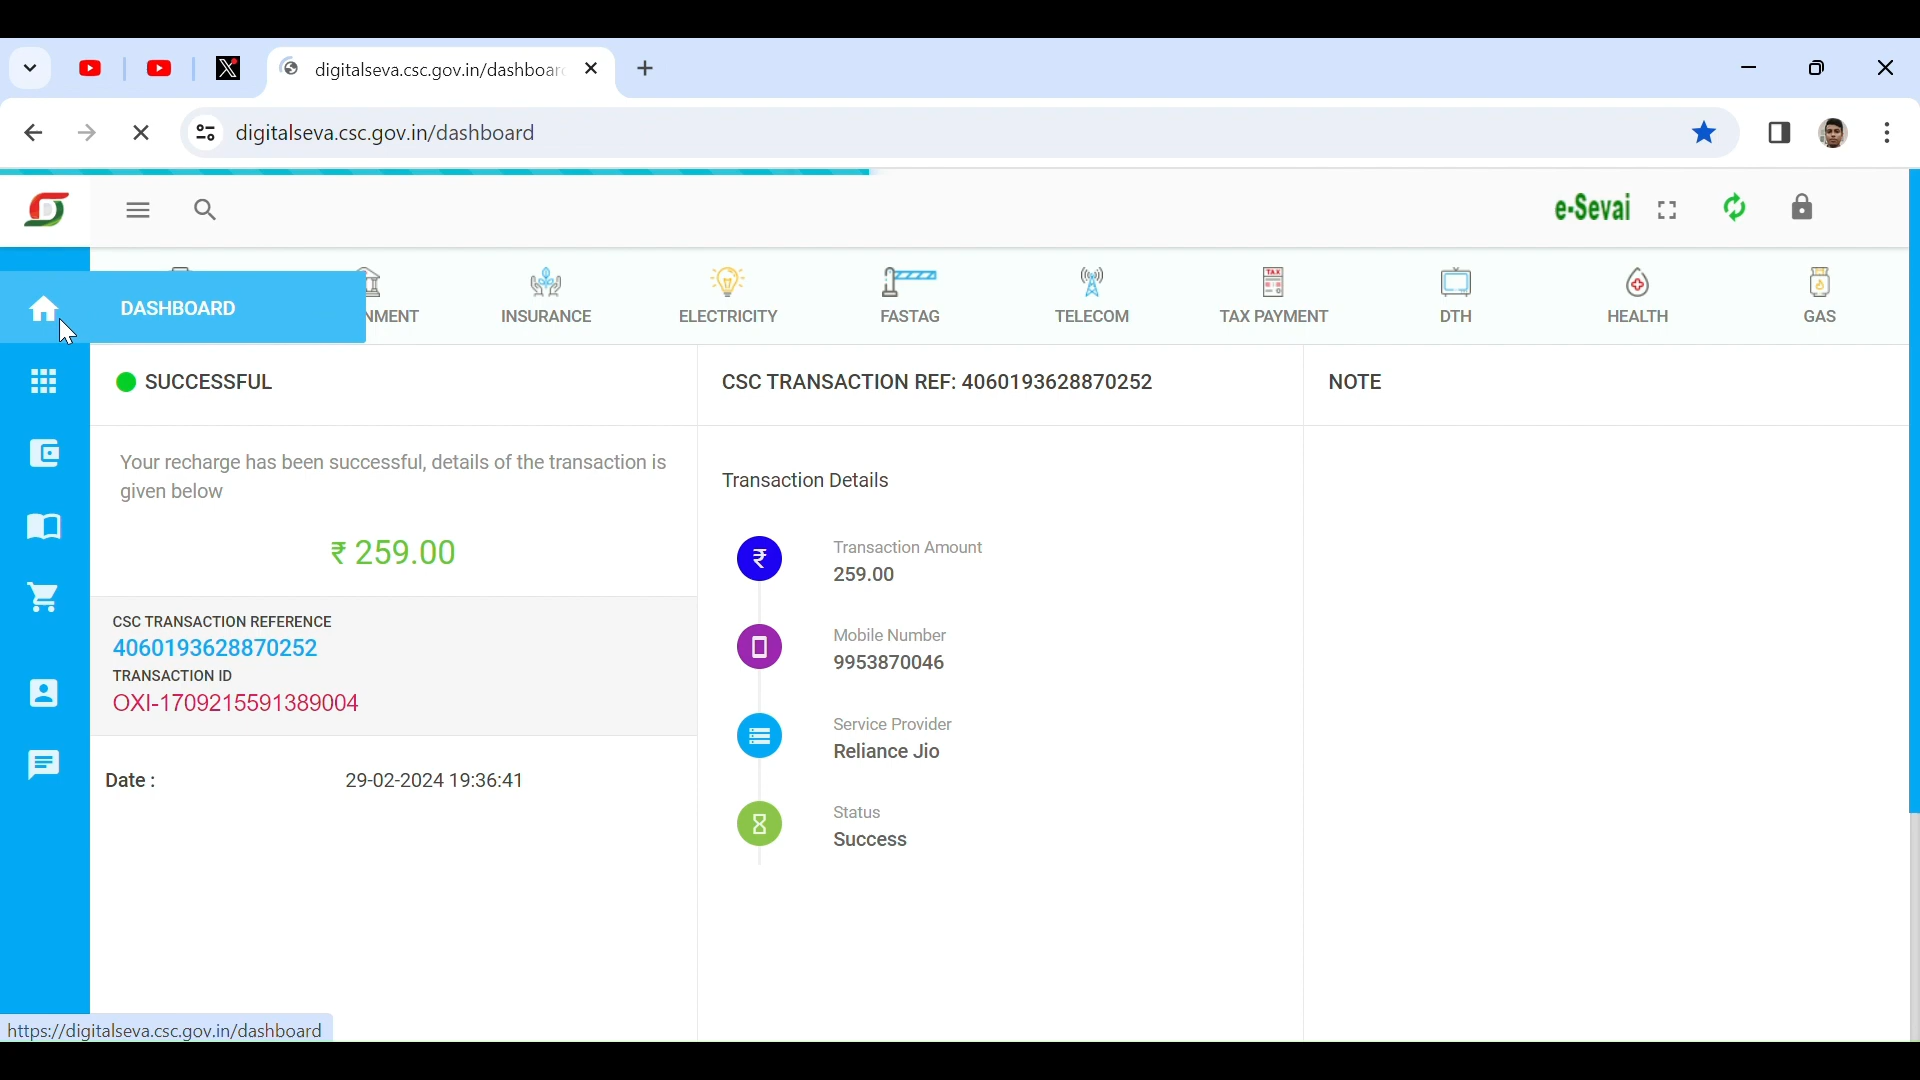 digitalseva.csc.gov.in/dashboar
digitalseva.csc.gov.in/dashboard
e-Sevai
DASHBOARD
NMENT
INSURANCE
ELECTRICITY
FASTAG
TELECOM
TAX PAYMENT
DTH
HEALTH
GAS
SUCCESSFUL
Your recharge has been successful, details of the transaction is
given below
₹ 259.00
CSC TRANSACTION REFERENCE
4060193628870252
TRANSACTION ID
OXI-1709215591389004
Date :
29-02-2024 19:36:41
CSC TRANSACTION REF: 4060193628870252
Transaction Details
₹
Transaction Amount
259.00
Mobile Number
9953870046
Service Provider
Reliance Jio
Status
Success
NOTE
https://digitalseva.csc.gov.in/dashboard